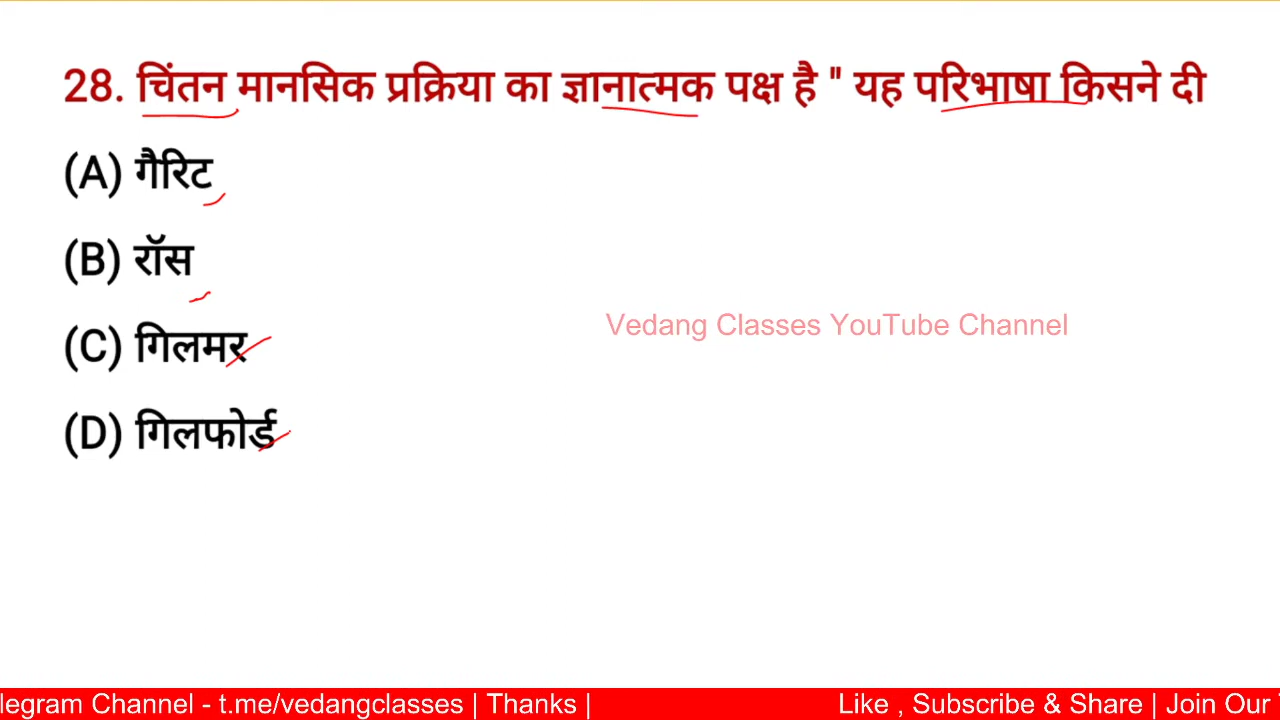 28. चिंतन मानसिक प्रक्रिया का ज्ञानात्मक पक्ष है " यह परिभाषा किसने दी
(A) गैरिट
(B) रॉस
Vedang Classes YouTube Channel
(C) गिलमर
(D) गिलफोर्ड
legram Channel - t.me/vedangclasses | Thanks | Like , Subscribe & Share | Join Our